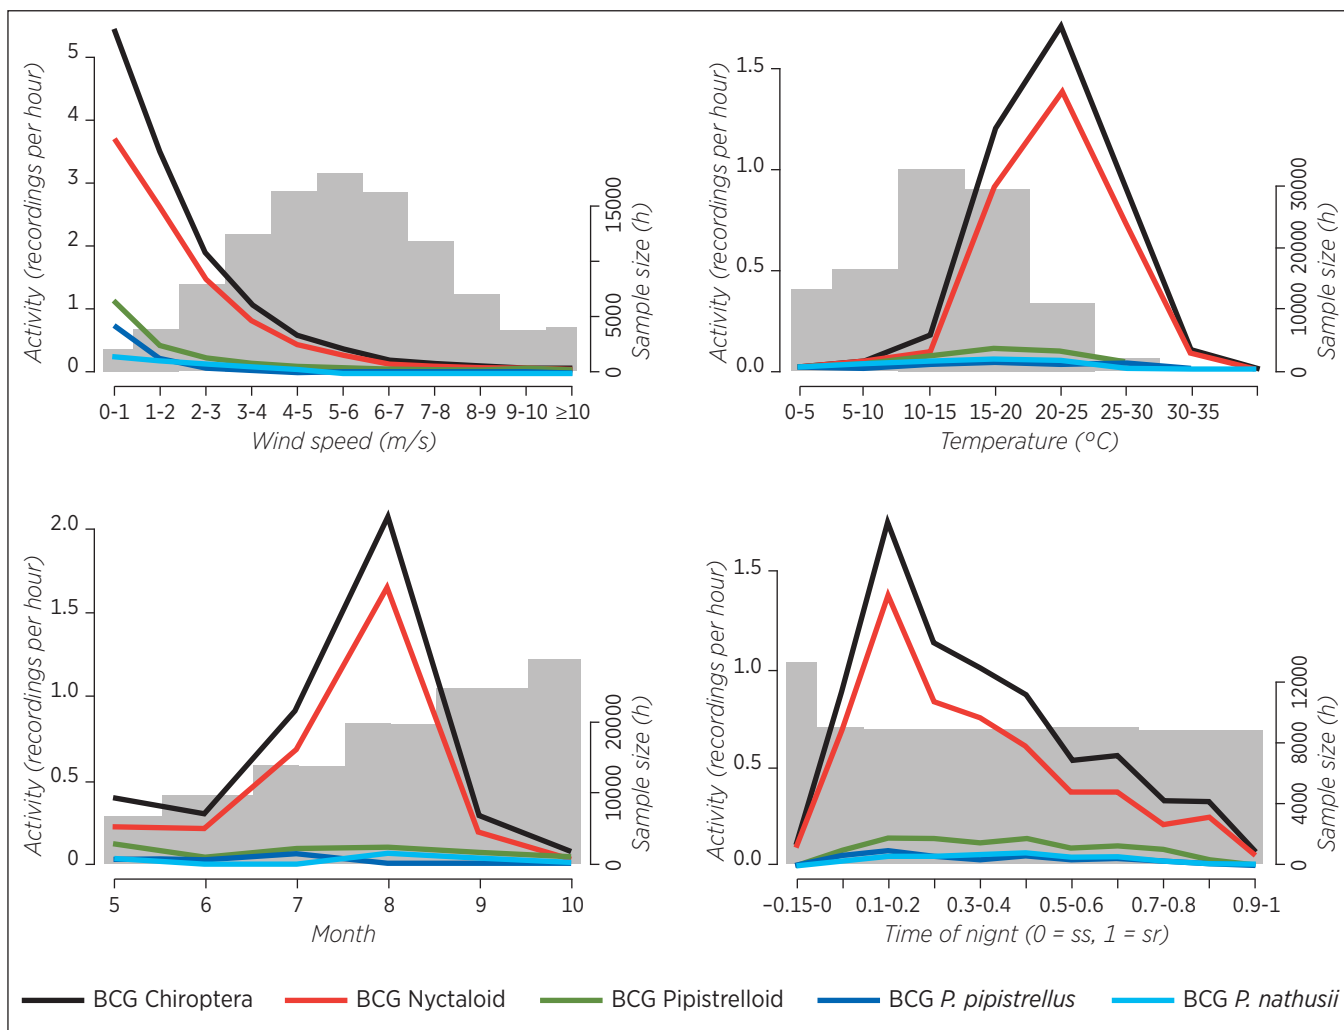 Activity (recordings per hour)
5
4
3
2
1
0
15000
5000
0
Sample size (h)
0-1 1-2 2-3 3-4 4-5 5-6 6-7 7-8 8-9 9-10 ≥10
Wind speed (m/s)
Activity (recordings per hour)
1.5
1.0
0.5
0.0
30000
20000
10000
0
Sample size (h)
0-5 5-10 10-15 15-20 20-25 25-30 30-35
Temperature (°C)
Activity (recordings per hour)
2.0
1.5
1.0
0.5
0
20000
10000
0
Sample size (h)
5 6 7 8 9 10
Month
Activity (recordings per hour)
1.5
1.0
0.5
0.0
12000
8000
4000
0
Sample size (h)
–0.15-0 0.1-0.2 0.3-0.4 0.5-0.6 0.7-0.8 0.9-1
Time of nignt (0 = ss, 1 = sr)
BCG Chiroptera BCG Nyctaloid BCG Pipistrelloid BCG P. pipistrellus BCG P. nathusii